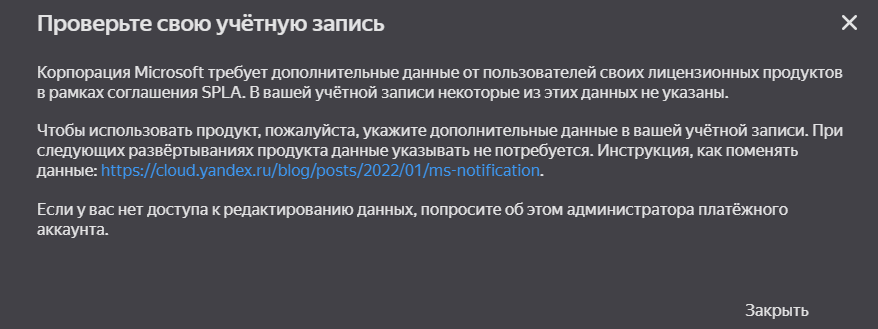 Проверьте свою учётную запись
Корпорация Microsoft требует дополнительные данные от пользователей своих лицензионных продуктов
в рамках соглашения SPLA. В вашей учётной записи некоторые из этих данных не указаны.
Чтобы использовать продукт, пожалуйста, укажите дополнительные данные в вашей учётной записи. При
следующих развёртываниях продукта данные указывать не потребуется. Инструкция, как поменять
данные: https://cloud.yandex.ru/blog/posts/2022/01/ms-notification.
Если у вас нет доступа к редактированию данных, попросите об этом администратора платёжного
аккаунта.
Закрыть